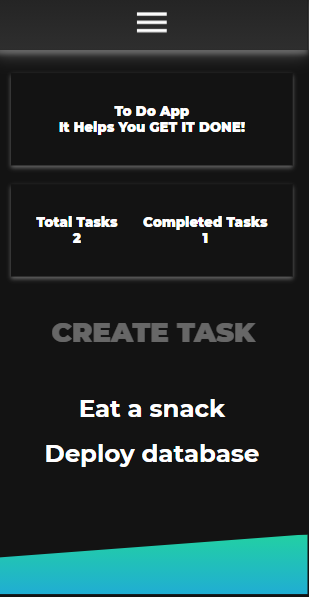 To Do App
It Helps You GET IT DONE!
Total Tasks Completed Tasks
2 1
CREATE TASK
Eat a snack
Deploy database